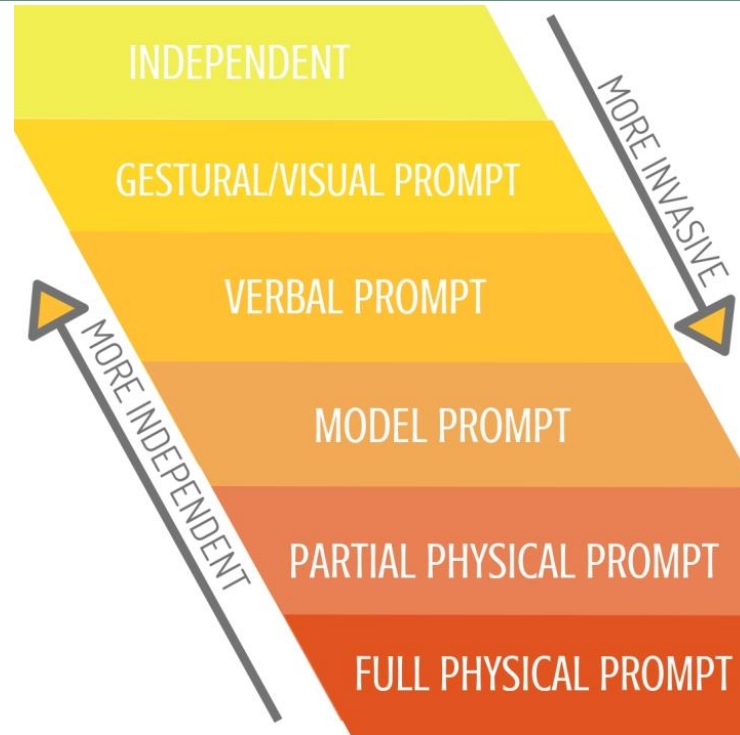 INDEPENDENT
MORE INVASIVE
GESTURAL/VISUAL PROMPT
VERBAL PROMPT
MORE INDEPENDENT
MODEL PROMPT
PARTIAL PHYSICAL PROMPT
FULL PHYSICAL PROMPT